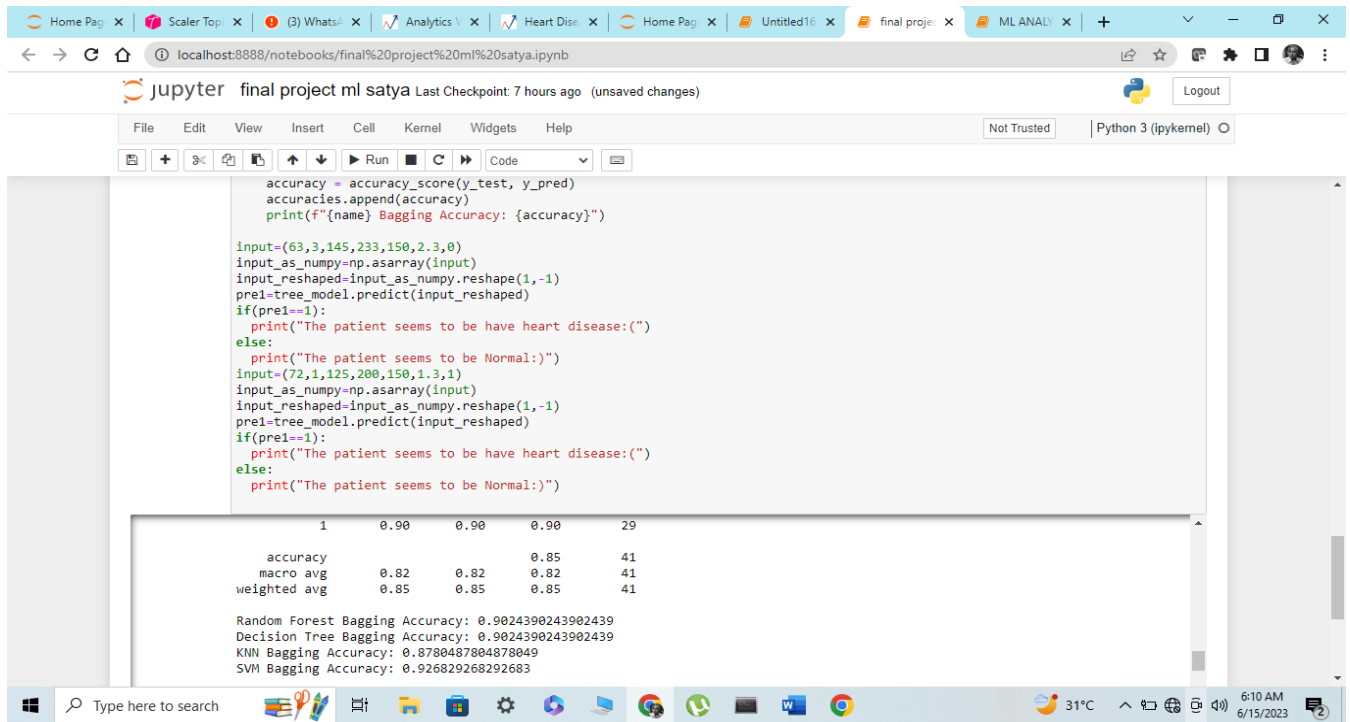 Home Pag
Scaler Topi
(3) WhatsA
Analytics V
Heart Dise
Home Pag
Untitled16
final projec
ML ANALY
localhost:8888/notebooks/final%20project%20ml%20satya.ipynb
jupyter final project ml satya Last Checkpoint: 7 hours ago (unsaved changes)
Logout
File Edit View Insert Cell Kernel Widgets Help
Not Trusted
Python 3 (ipykernel)
Run
Code
accuracy = accuracy_score(y_test, y_pred)
accuracies.append(accuracy)
print(f"{name} Bagging Accuracy: {accuracy}")
input=(63,3,145,233,150,2.3,0)
input_as_numpy=np.asarray(input)
input_reshaped=input_as_numpy.reshape(1,-1)
pre1=tree_model.predict(input_reshaped)
if(pre1==1):
print("The patient seems to be have heart disease:(")
else:
print("The patient seems to be Normal:)")
input=(72,1,125,200,150,1.3,1)
input_as_numpy=np.asarray(input)
input_reshaped=input_as_numpy.reshape(1,-1)
pre1=tree_model.predict(input_reshaped)
if(pre1==1):
print("The patient seems to be have heart disease:(")
else:
print("The patient seems to be Normal:)")
1 0.90 0.90 0.90 29
accuracy 0.85 41
macro avg 0.82 0.82 0.82 41
weighted avg 0.85 0.85 0.85 41
Random Forest Bagging Accuracy: 0.9024390243902439
Decision Tree Bagging Accuracy: 0.9024390243902439
KNN Bagging Accuracy: 0.8780487804878049
SVM Bagging Accuracy: 0.926829268292683
Type here to search
31°C
6:10 AM
6/15/2023
2